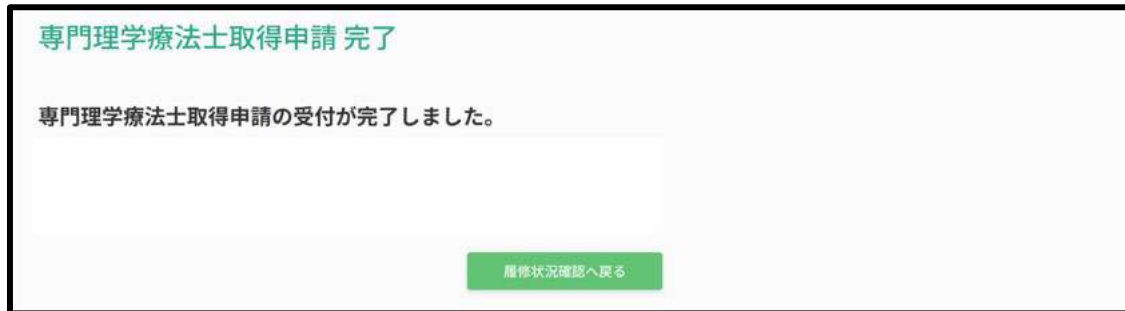 専門理学療法士取得申請 完了
専門理学療法士取得申請の受付が完了しました。
履修状況確認へ戻る